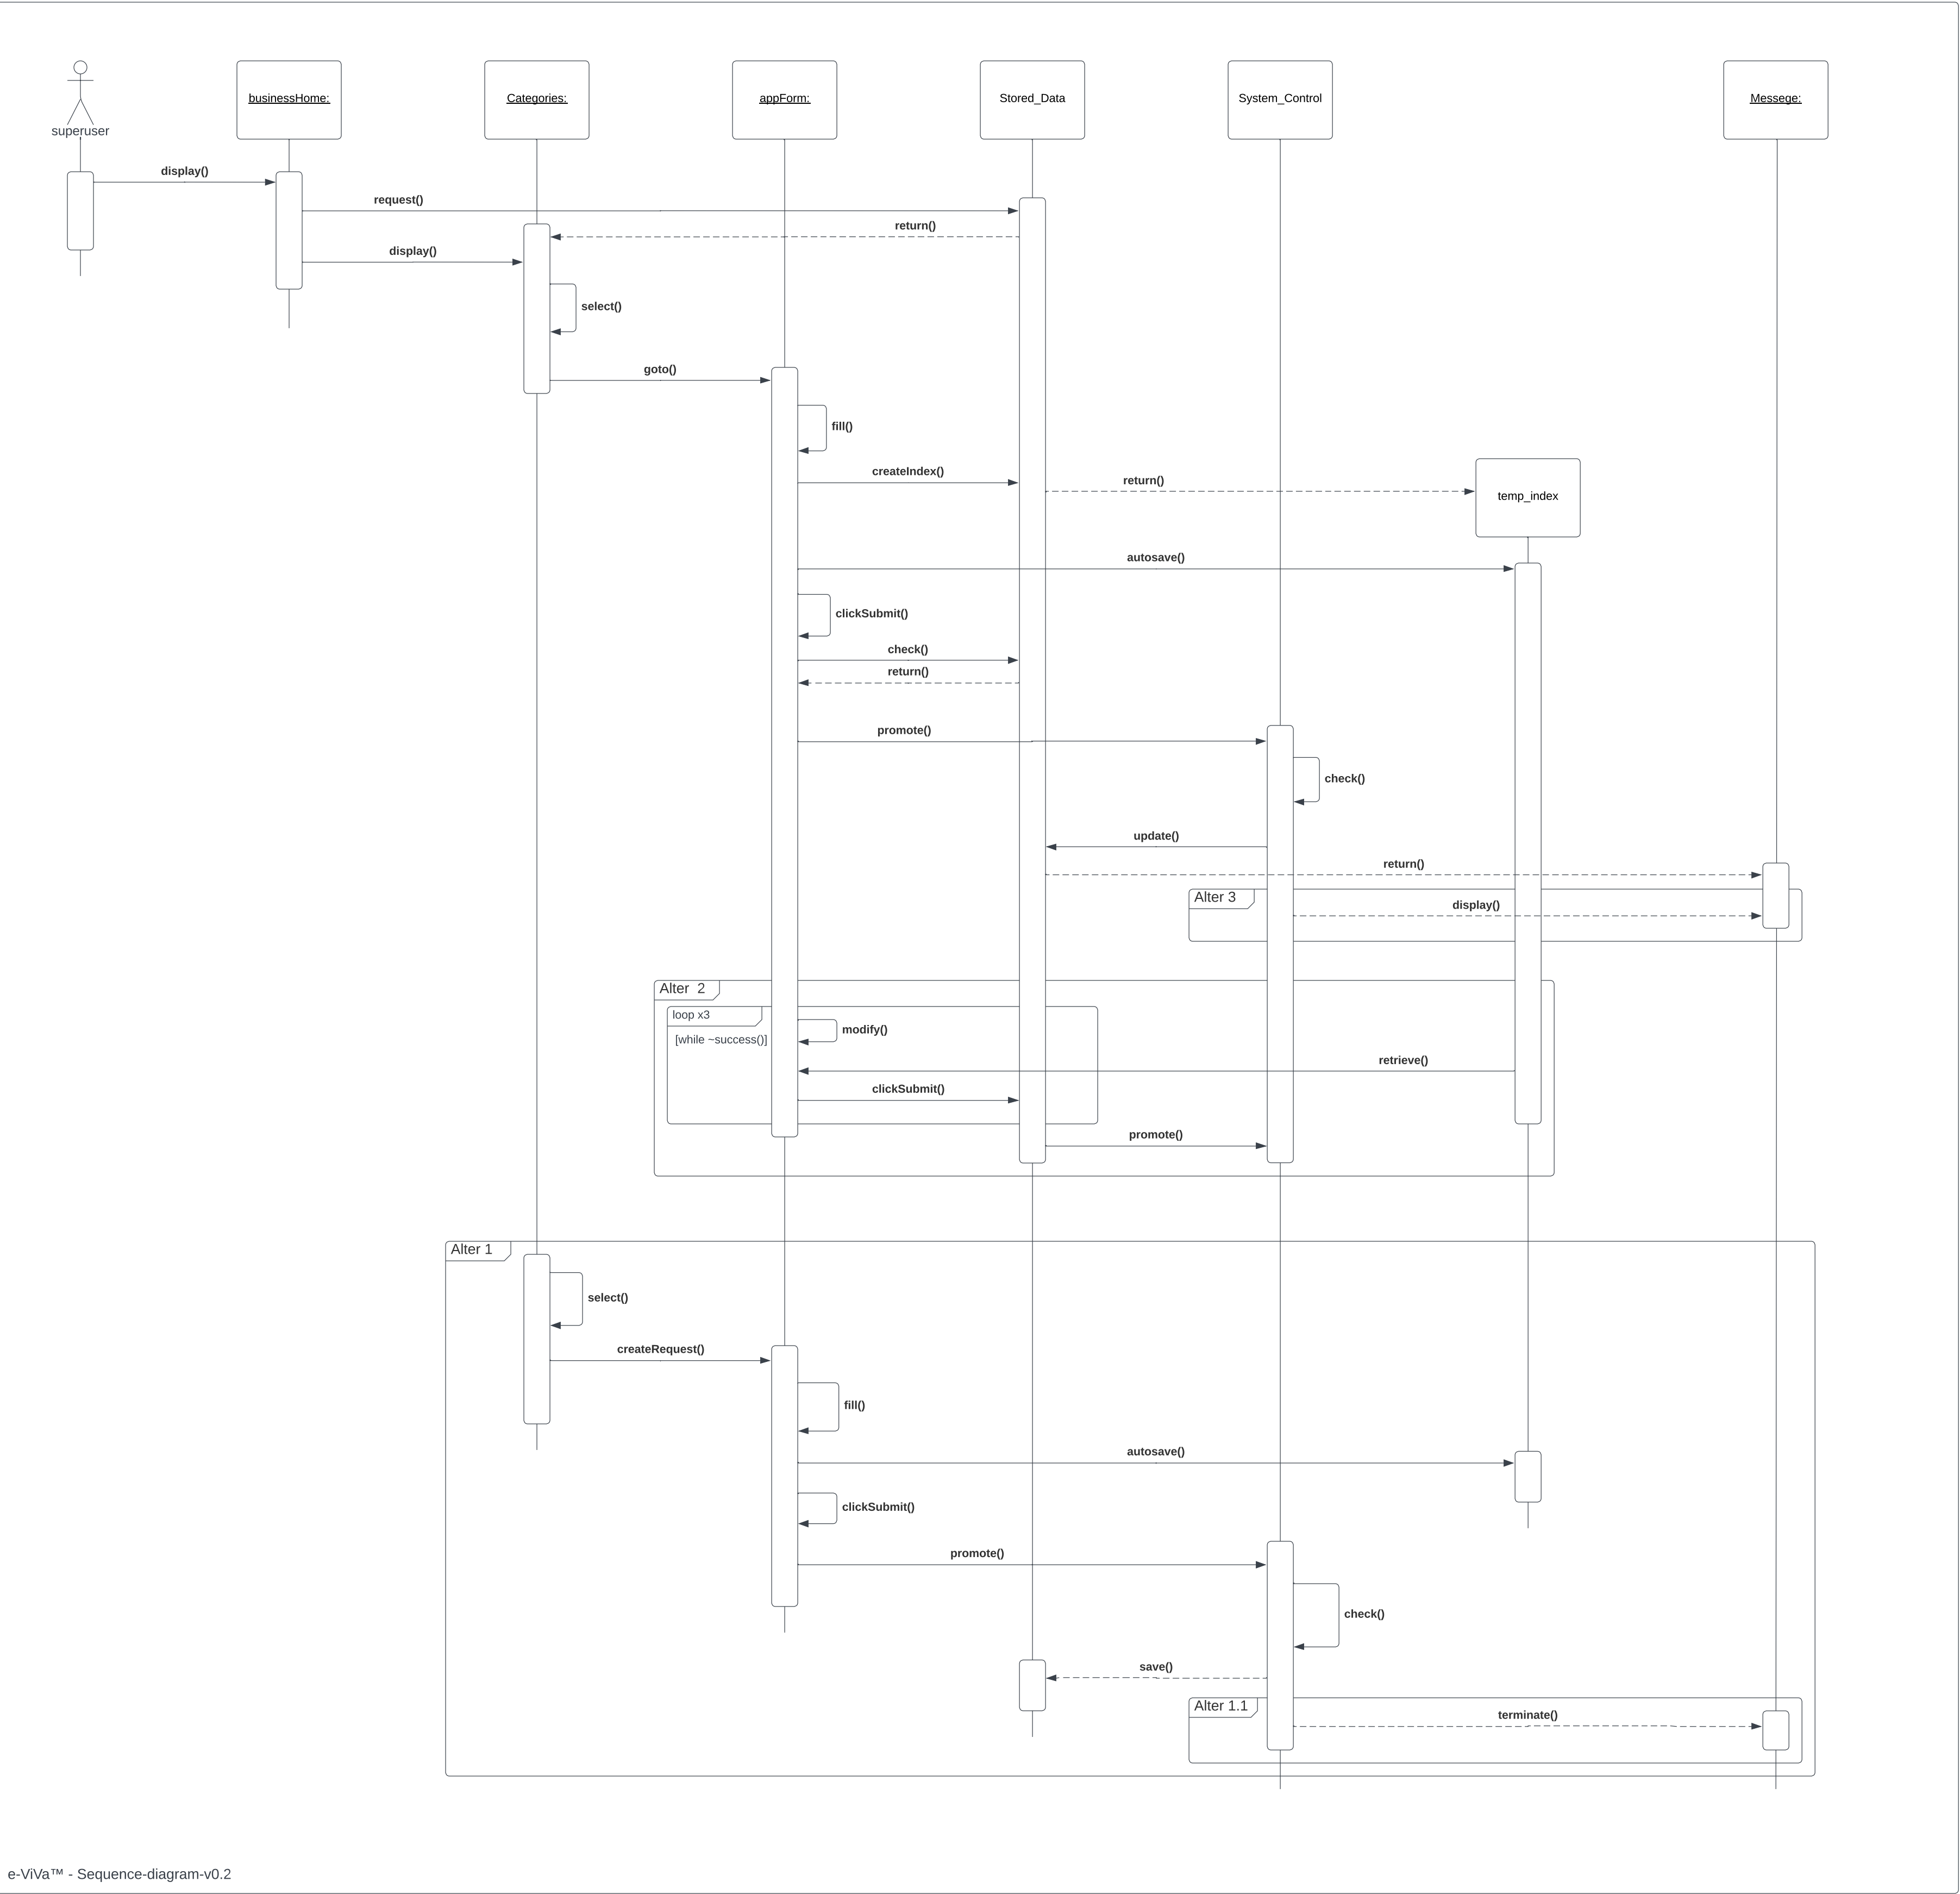 superuser
businessHome:
Categories:
appForm:
Stored_Data
System_Control
Messege:
display()
request()
return()
display()
select()
goto()
fill()
createIndex()
return()
temp_index
autosave()
clickSubmit()
check()
return()
promote()
check()
update()
return()
Alter 3
display()
Alter  2
loop x3
[while ~success()]
modify()
retrieve()
clickSubmit()
promote()
Alter 1
select()
createRequest()
fill()
autosave()
clickSubmit()
promote()
check()
save()
Alter 1.1
terminate()
e-ViVa™ - Sequence-diagram-v0.2